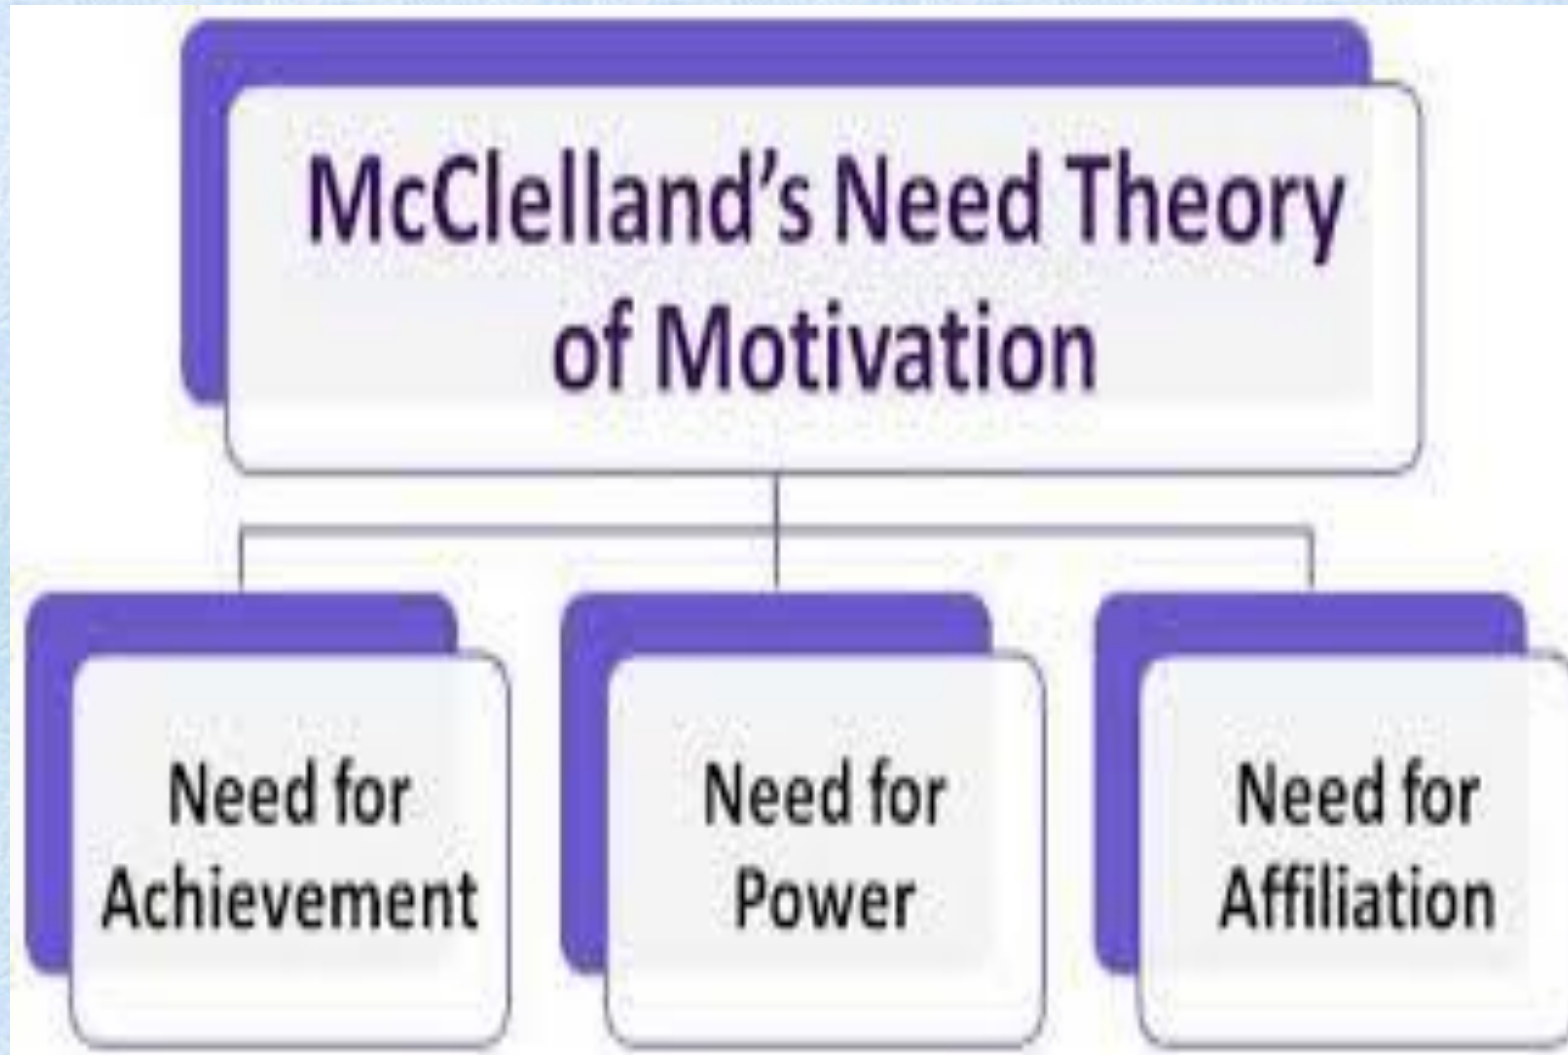 McClelland’s Need Theory
of Motivation
Need for
Achievement
Need for
Power
Need for
Affiliation